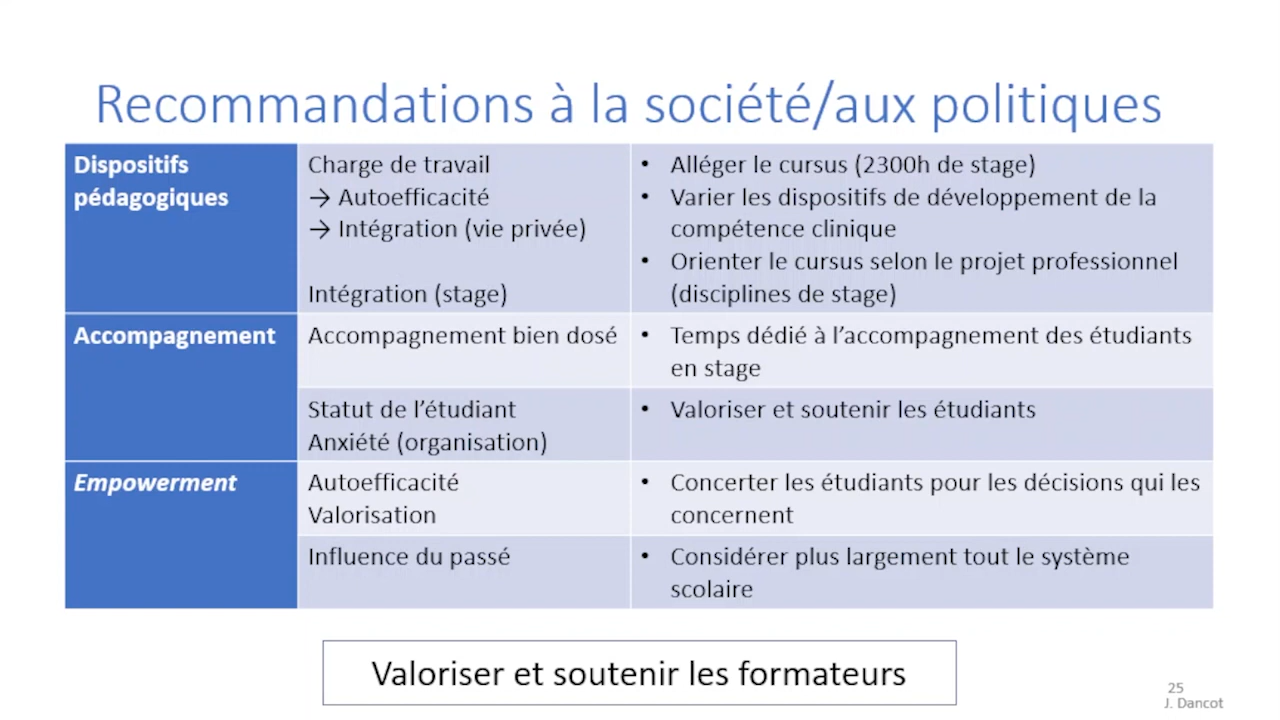 Recommandations à la société/aux politiques
Dispositifs
pédagogiques
Charge de travail
→ Autoefficacité
→ Intégration (vie privée)
Intégration (stage)
• Alléger le cursus (2300h de stage)
• Varier les dispositifs de développement de la
compétence clinique
• Orienter le cursus selon le projet professionnel
(disciplines de stage)
Accompagnement
Accompagnement bien dosé
• Temps dédié à l’accompagnement des étudiants
en stage
Statut de l’étudiant
Anxiété (organisation)
• Valoriser et soutenir les étudiants
Empowerment
Autoefficacité
Valorisation
• Concerter les étudiants pour les décisions qui les
concernent
Influence du passé
• Considérer plus largement tout le système
scolaire
Valoriser et soutenir les formateurs
25
J. Dancot